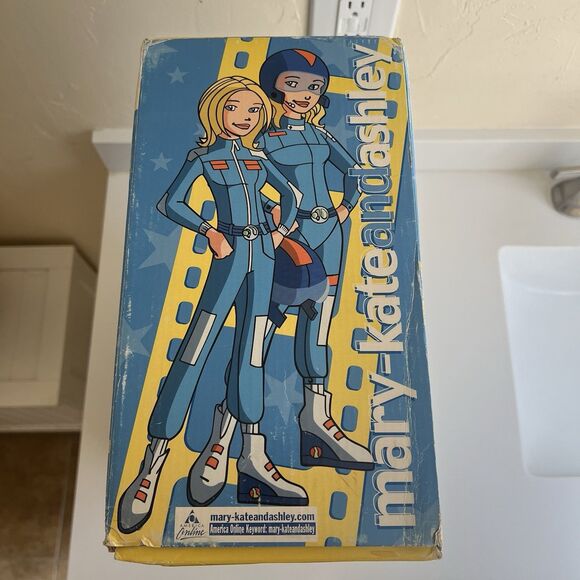 mary-kateandashley
AMERICA
Online
mary-kateandashley.com
America Online Keyword: mary-kateandashley